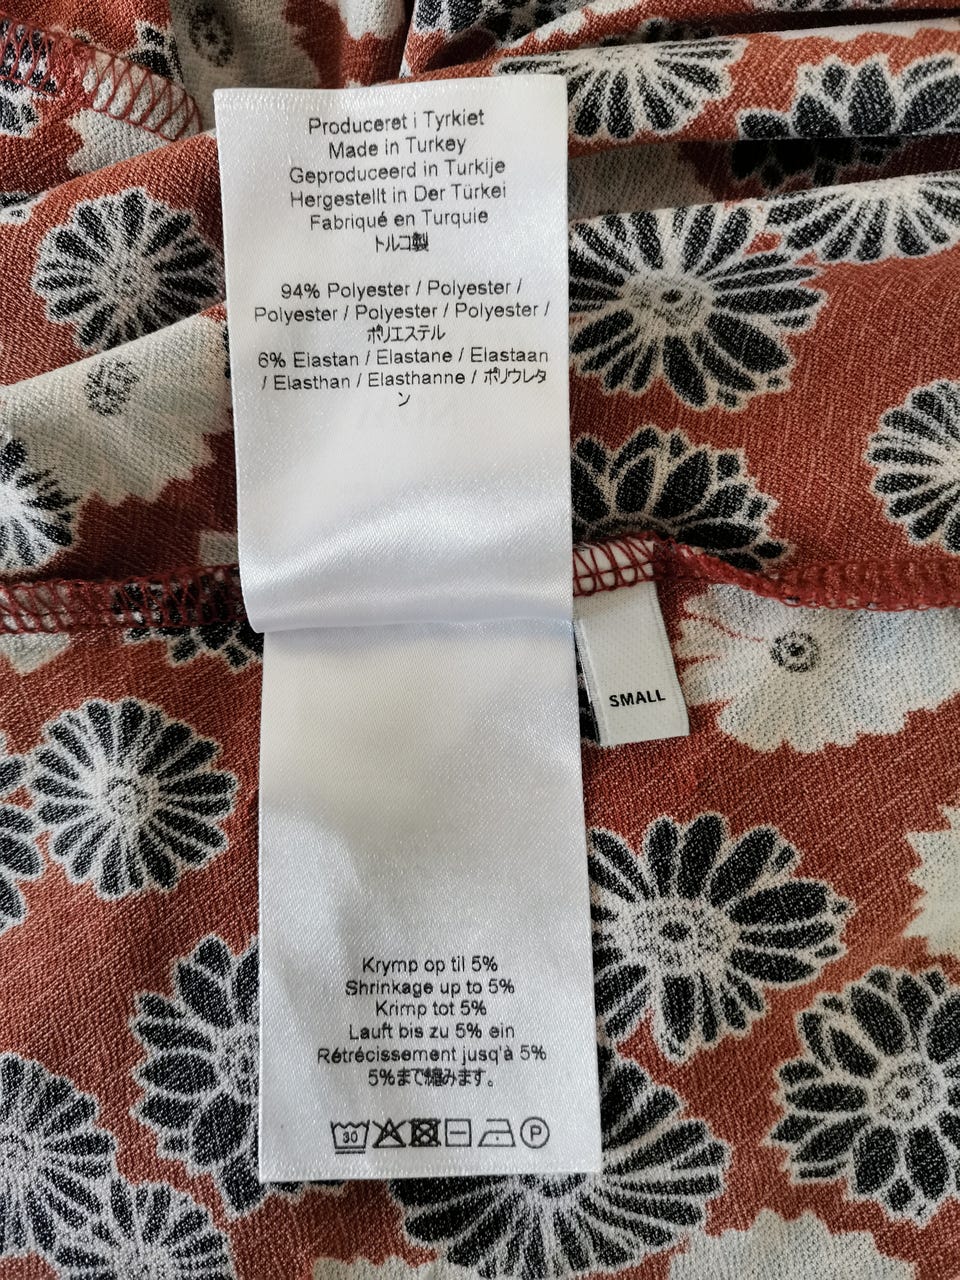 Produceret i Tyrkiet
Made in Turkey
Geproduceerd in Turkije
Hergestellt in Der Türkei
Fabriqué en Turquie
トルコ製
94% Polyester / Polyester /
Polyester / Polyester / Polyester /
ポリエステル
6% Elastan / Elastane / Elastaan
/ Elasthan / Elasthanne / ポリウレタ
ン
SMALL
Krymp op til 5%
Shrinkage up to 5%
Krimp tot 5%
Lauft bis zu 5% ein
Rétrécissement jusqu'à 5%
5%まで縮みます。
30 P